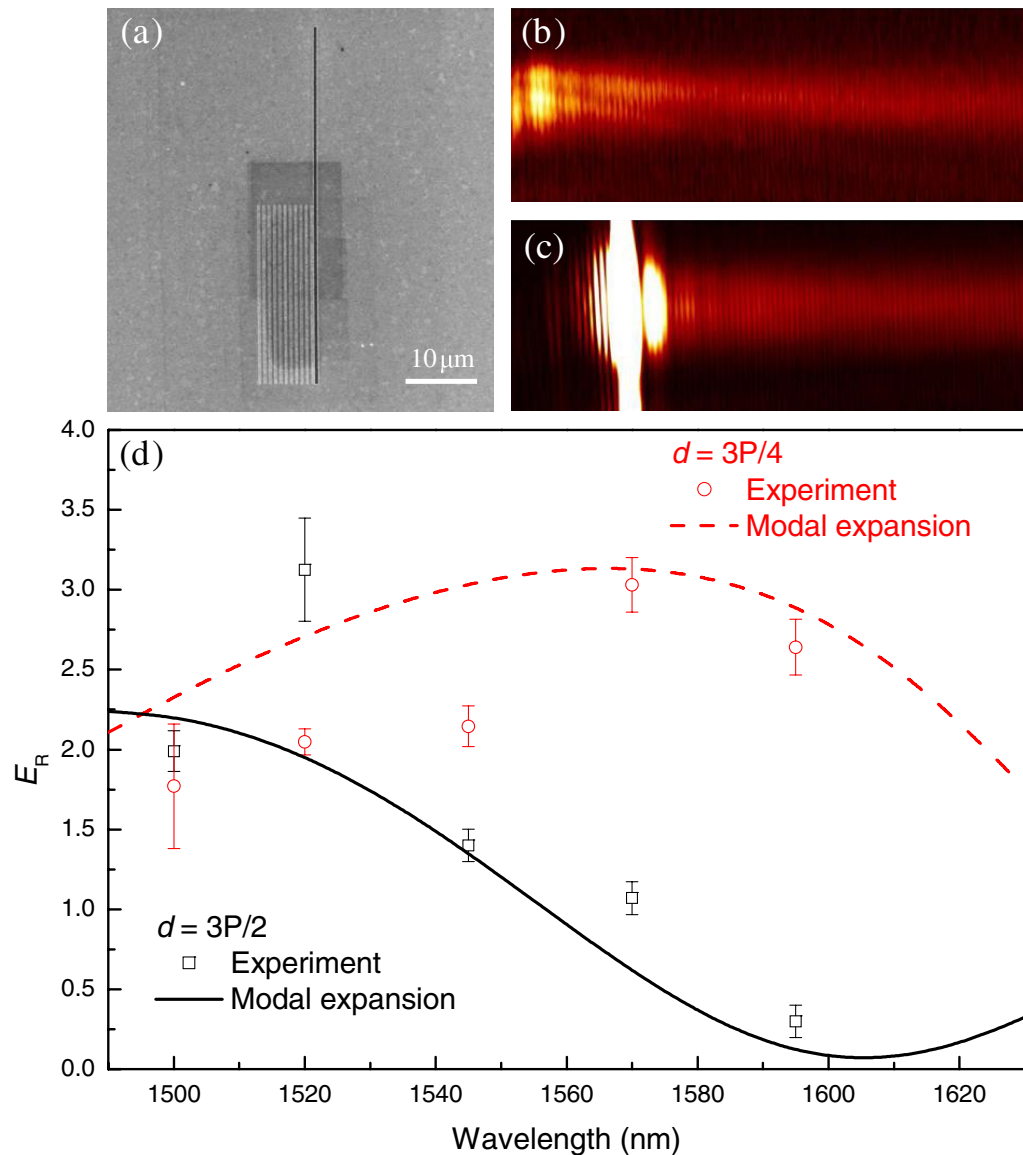 (a)
10 μm
(b)
(c)
(d)
4.0
3.5
3.0
2.5
2.0
1.5
1.0
0.5
0.0
E_R
d = 3P/4
Experiment
Modal expansion
d = 3P/2
Experiment
Modal expansion
1500 1520 1540 1560 1580 1600 1620
Wavelength (nm)